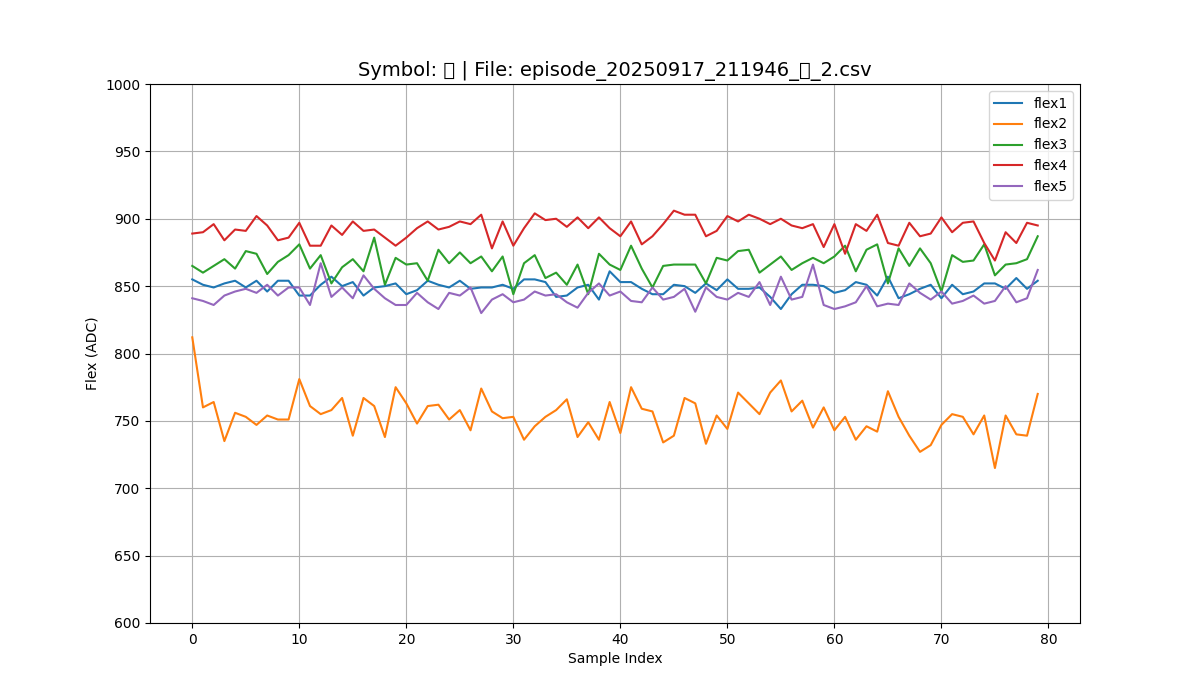 Symbol: ▯ | File: episode_20250917_211946_▯_2.csv
1000
950
900
850
800
750
700
650
600
Flex (ADC)
flex1
flex2
flex3
flex4
flex5
0 10 20 30 40 50 60 70 80
Sample Index